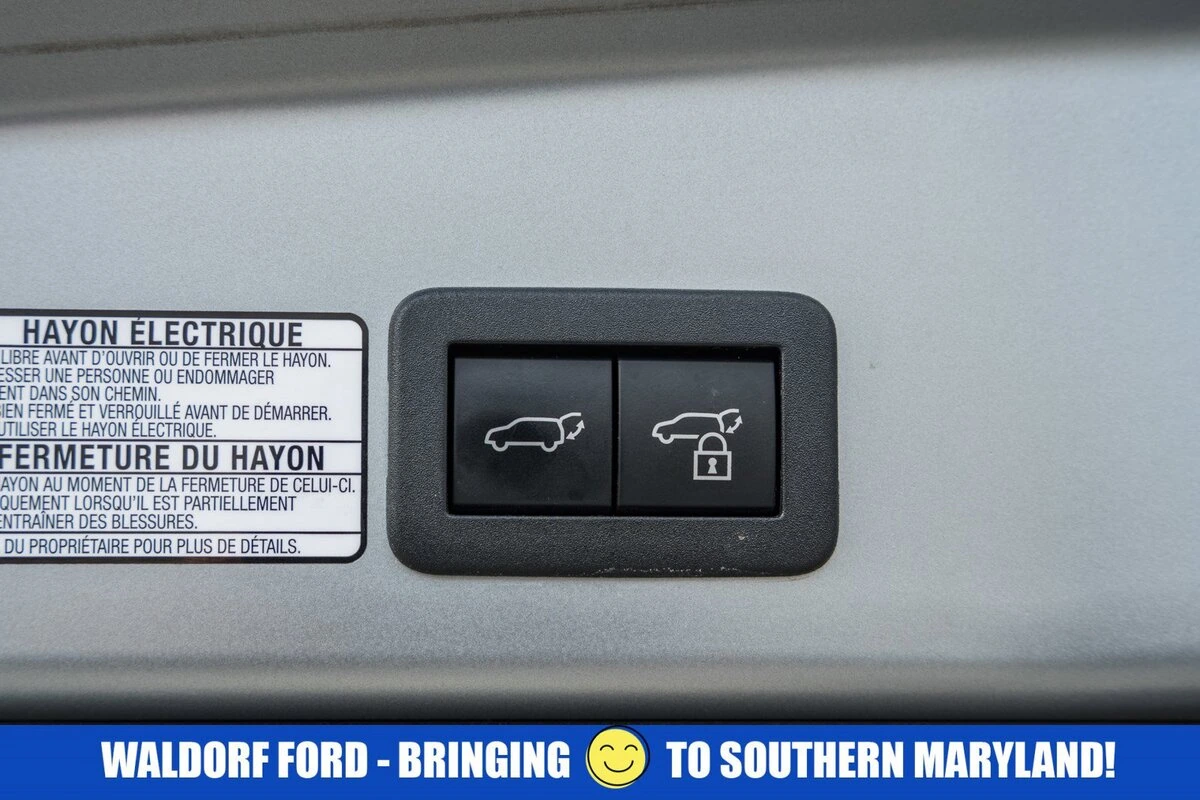 HAYON ÉLECTRIQUE
LIBRE AVANT D'OUVRIR OU DE FERMER LE HAYON.
ESSER UNE PERSONNE OU ENDOMMAGER
ENT DANS SON CHEMIN.
IEN FERMÉ ET VERROUILLÉ AVANT DE DÉMARRER.
UTILISER LE HAYON ÉLECTRIQUE.
FERMETURE DU HAYON
AYON AU MOMENT DE LA FERMETURE DE CELUI-CI.
QUEMENT LORSQU'IL EST PARTIELLEMENT
ENTRAÎNER DES BLESSURES.
DU PROPRIÉTAIRE POUR PLUS DE DÉTAILS.
WALDORF FORD - BRINGING TO SOUTHERN MARYLAND!